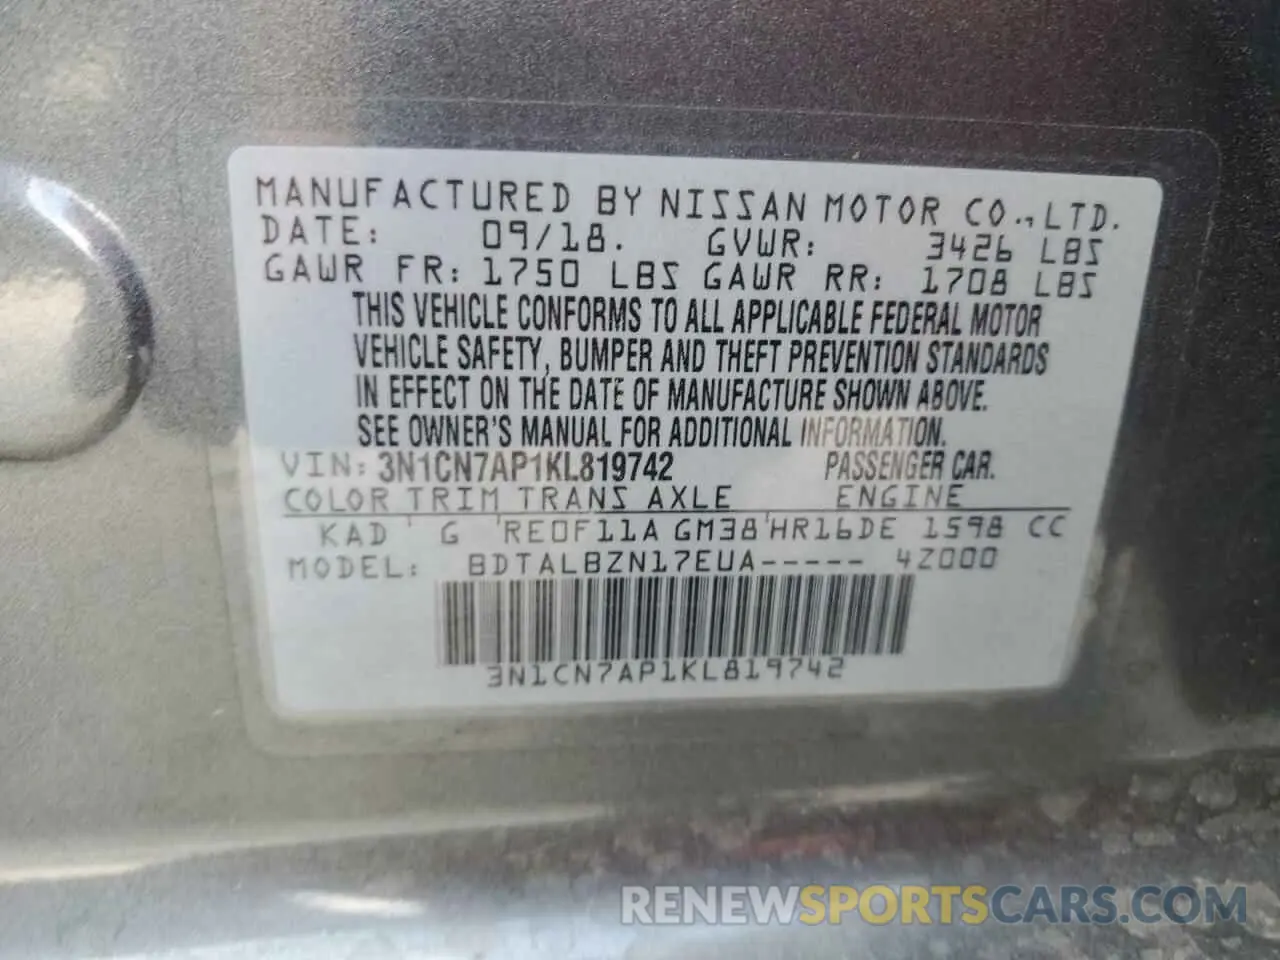 MANUFACTURED BY NISSAN MOTOR CO., LTD.
DATE: 09/18. GVWR: 3426 LBS
GAWR FR: 1750 LBS GAWR RR: 1708 LBS
THIS VEHICLE CONFORMS TO ALL APPLICABLE FEDERAL MOTOR
VEHICLE SAFETY, BUMPER AND THEFT PREVENTION STANDARDS
IN EFFECT ON THE DATE OF MANUFACTURE SHOWN ABOVE.
SEE OWNER'S MANUAL FOR ADDITIONAL INFORMATION.
VIN: 3N1CN7AP1KL819742 PASSENGER CAR.
COLOR TRIM TRANS AXLE ENGINE
KAD G RE0F11A GM38 HR16DE 1598 CC
MODEL: BDTALBZN17EUA----- 42000
3N1CN7AP1KL819742
RENEWSPORTSCARS.COM